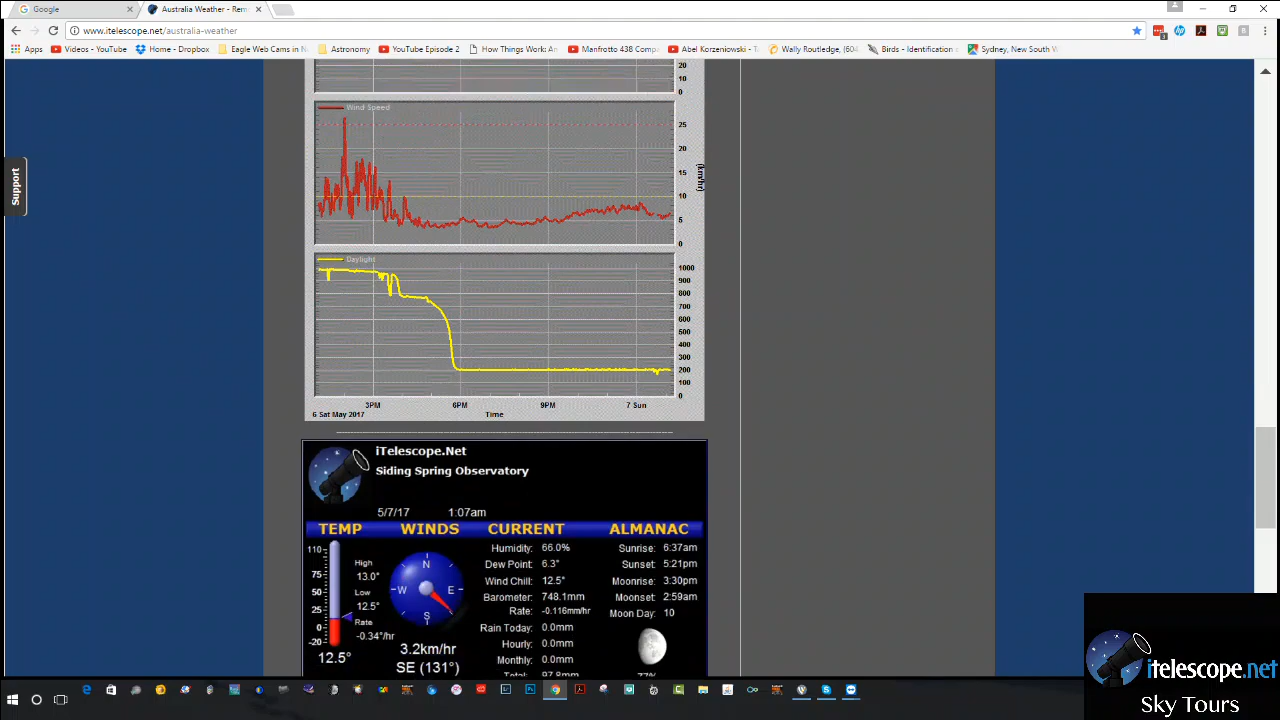 Google
Australia Weather - Rem
www.itelescope.net/australia-weather
Apps Videos - YouTube Home - Dropbox Eagle Web Cams in N Astronomy YouTube Episode 2 How Things Work: An Manfrotto 438 Comp Abel Korzeniowski - T Wally Routledge, (604 Birds - Identification Sydney, New South V
Support
20
10
0
Wind Speed
25
20
15
10
5
0
(km/hr)
Daylight
1000
900
800
700
600
500
400
300
200
100
0
3PM 6PM 9PM 7 Sun
6 Sat May 2017 Time
iTelescope.Net
Siding Spring Observatory
5/7/17 1:07am
TEMP WINDS CURRENT ALMANAC
110
75
50
25
0
-20
High
13.0°
Low
12.5°
Rate
-0.34°/hr
12.5°
N
W E
S
3.2km/hr
SE (131°)
Humidity: 66.0%
Dew Point: 6.3°
Wind Chill: 12.5°
Barometer: 748.1mm
Rate: -0.116mm/hr
Rain Today: 0.0mm
Hourly: 0.0mm
Monthly: 0.0mm
Total: 97.8mm
Sunrise: 6:37am
Sunset: 5:21pm
Moonrise: 3:30pm
Moonset: 2:59am
Moon Day: 10
77%
itelescope.net
Sky Tours